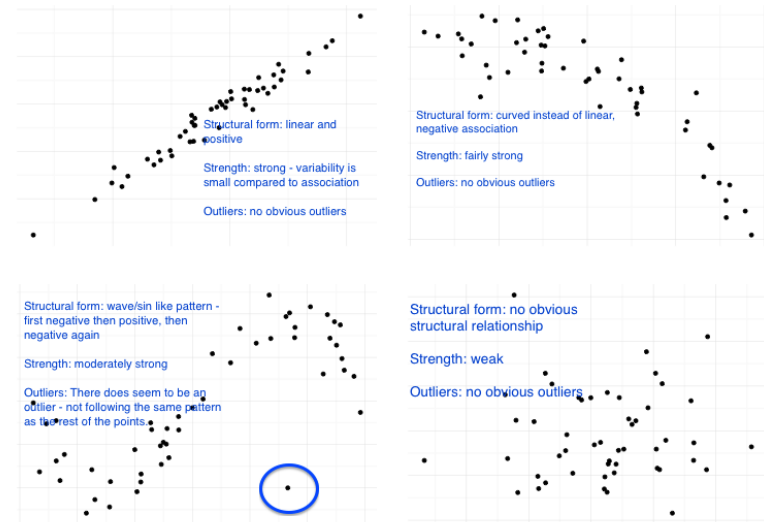 Structural form: linear and
positive
Strength: strong - variability is
small compared to association
Outliers: no obvious outliers
Structural form: curved instead of linear,
negative association
Strength: fairly strong
Outliers: no obvious outliers
Structural form: wave/sin like pattern -
first negative then positive, then
negative again
Strength: moderately strong
Outliers: There does seem to be an
outlier - not following the same pattern
as the rest of the points.
Structural form: no obvious
structural relationship
Strength: weak
Outliers: no obvious outliers